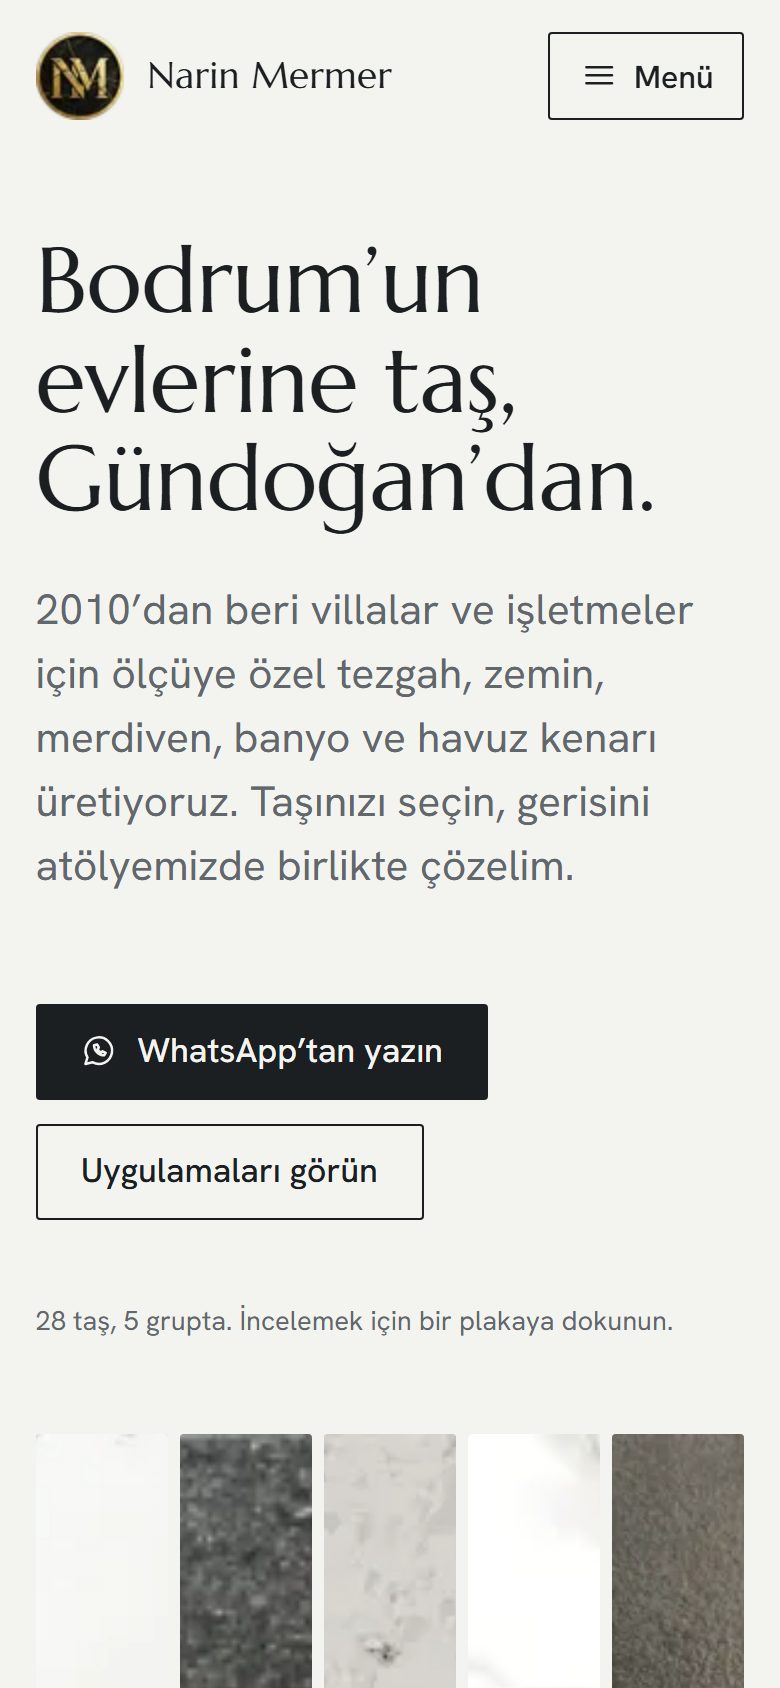 NM
Narin Mermer
Menü
Bodrum’un
evlerine taş,
Gündoğan’dan.
2010’dan beri villalar ve işletmeler
için ölçüye özel tezgah, zemin,
merdiven, banyo ve havuz kenarı
üretiyoruz. Taşınızı seçin, gerisini
atölyemizde birlikte çözelim.
WhatsApp’tan yazın
Uygulamaları görün
28 taş, 5 grupta. İncelemek için bir plakaya dokunun.